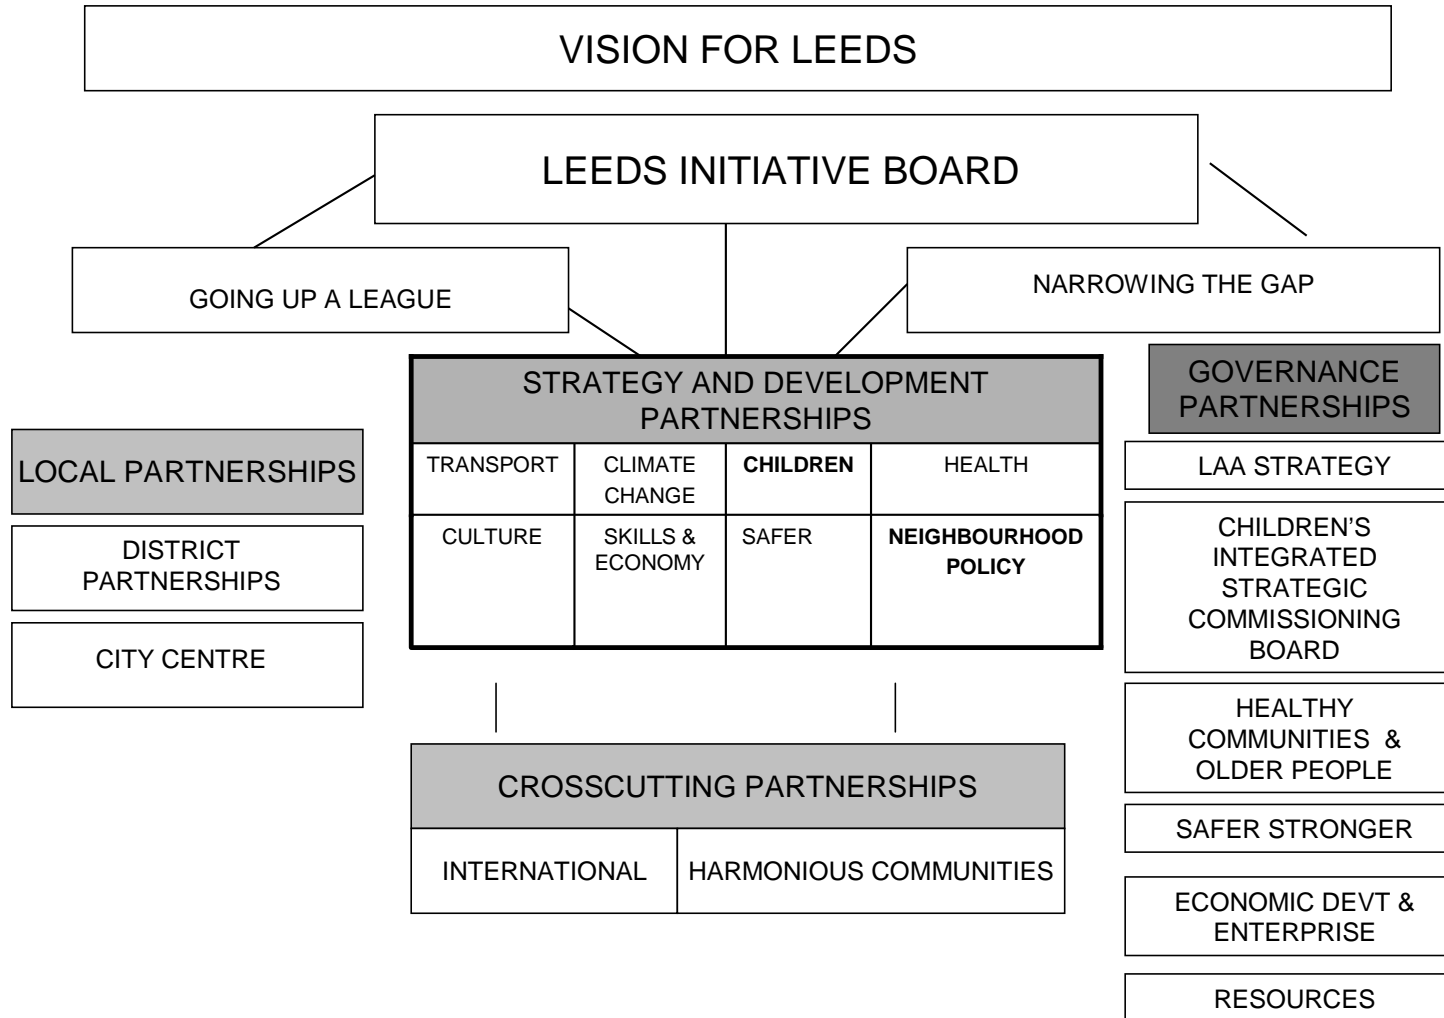 VISION FOR LEEDS
LEEDS INITIATIVE BOARD
GOING UP A LEAGUE
NARROWING THE GAP
STRATEGY AND DEVELOPMENT
PARTNERSHIPS
TRANSPORT
CLIMATE
CHANGE
CHILDREN
HEALTH
CULTURE
SKILLS &
ECONOMY
SAFER
NEIGHBOURHOOD
POLICY
LOCAL PARTNERSHIPS
DISTRICT
PARTNERSHIPS
CITY CENTRE
CROSSCUTTING PARTNERSHIPS
INTERNATIONAL
HARMONIOUS COMMUNITIES
GOVERNANCE
PARTNERSHIPS
LAA STRATEGY
CHILDREN’S
INTEGRATED
STRATEGIC
COMMISSIONING
BOARD
HEALTHY
COMMUNITIES &
OLDER PEOPLE
SAFER STRONGER
ECONOMIC DEVT &
ENTERPRISE
RESOURCES